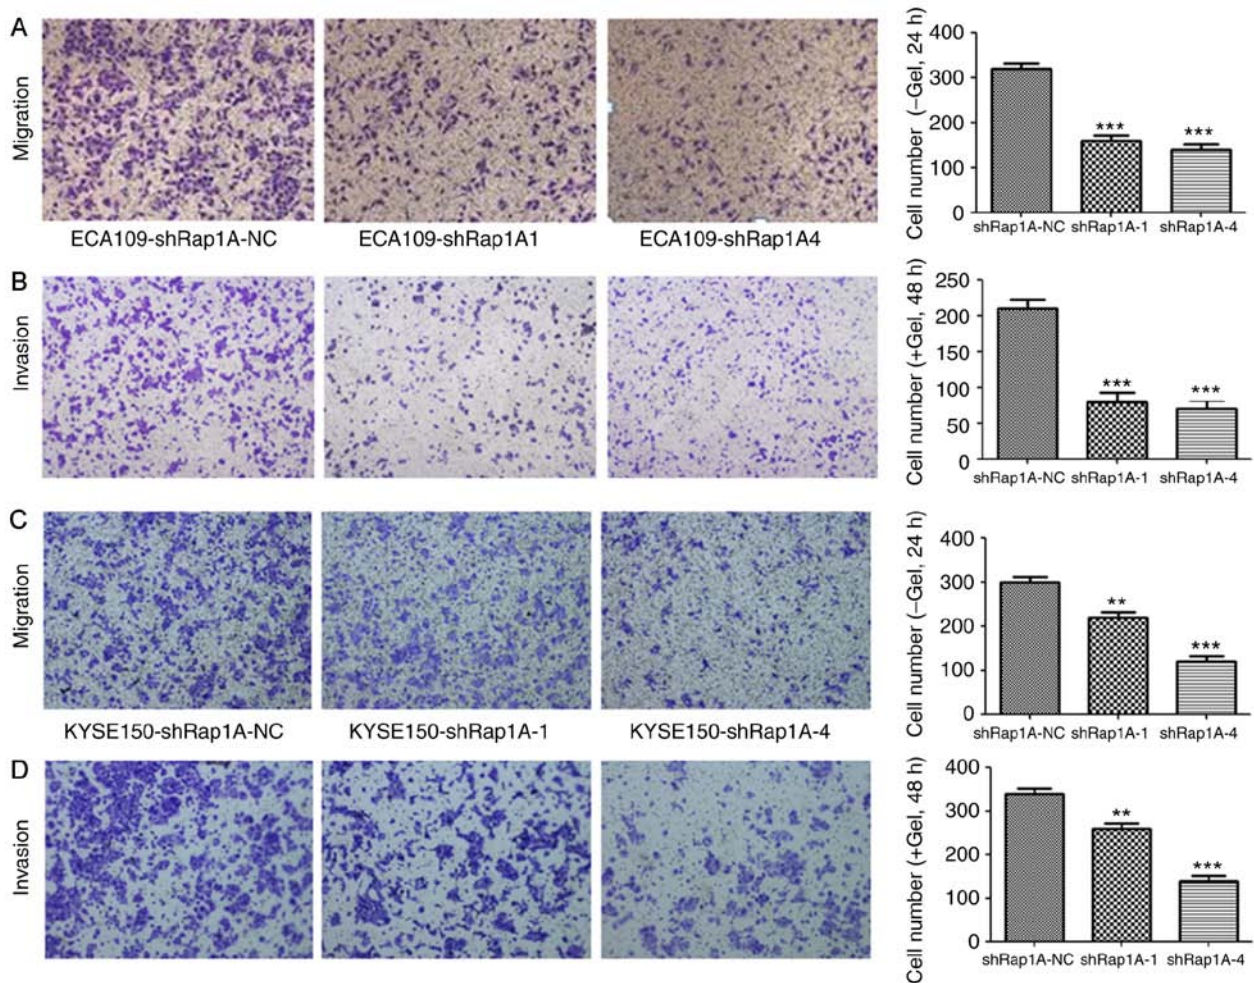 A
Migration
ECA109-shRap1A-NC
ECA109-shRap1A1
ECA109-shRap1A4
Cell number (−Gel, 24 h)
400
300
200
100
0
***
***
shRap1A-NC
shRap1A-1
shRap1A-4
B
Invasion
Cell number (+Gel, 48 h)
250
200
150
100
50
0
***
***
shRap1A-NC
shRap1A-1
shRap1A-4
C
Migration
KYSE150-shRap1A-NC
KYSE150-shRap1A-1
KYSE150-shRap1A-4
Cell number (−Gel, 24 h)
400
300
200
100
0
**
***
shRap1A-NC
shRap1A-1
shRap1A-4
D
Invasion
Cell number (+Gel, 48 h)
400
300
200
100
0
**
***
shRap1A-NC
shRap1A-1
shRap1A-4